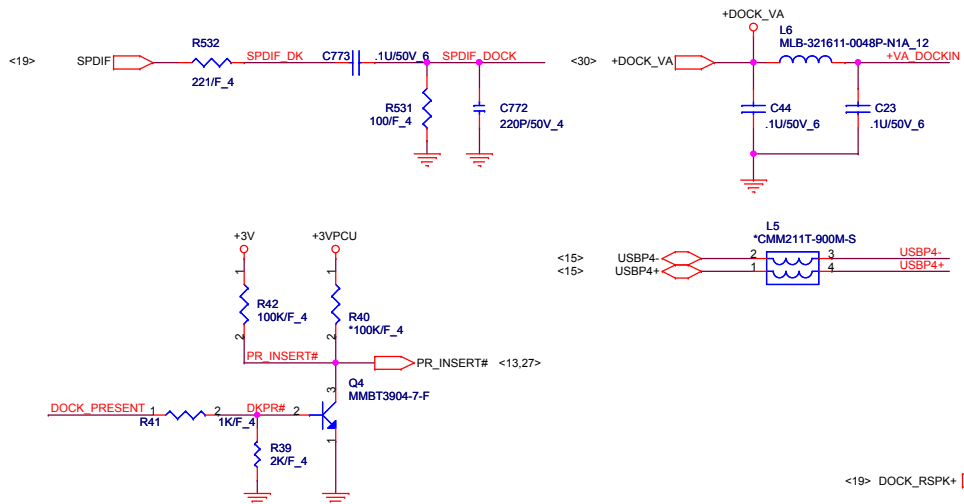 <19> SPDIF R532 221/F_4 SPDIF_DK C773 .1U/50V_6 SPDIF_DOCK
R531
100/F_4
C772
220P/50V_4
+DOCK_VA
<30> +DOCK_VA
L6
MLB-321611-0048P-N1A_12
+VA_DOCKIN
C44
.1U/50V_6
C23
.1U/50V_6
+3V
+3VPCU
1
R42
100K/F_4
2
1
R40
*100K/F_4
2
PR_INSERT#
PR_INSERT# <13,27>
Q4
MMBT3904-7-F
3
2
1
DOCK_PRESENT 1
R41
2
1K/F_4
DKPR#
R39
2K/F_4
L5
*CMM211T-900M-S
<15> USBP4- 2 3 USBP4-
<15> USBP4+ 1 4 USBP4+
<19> DOCK_RSPK+